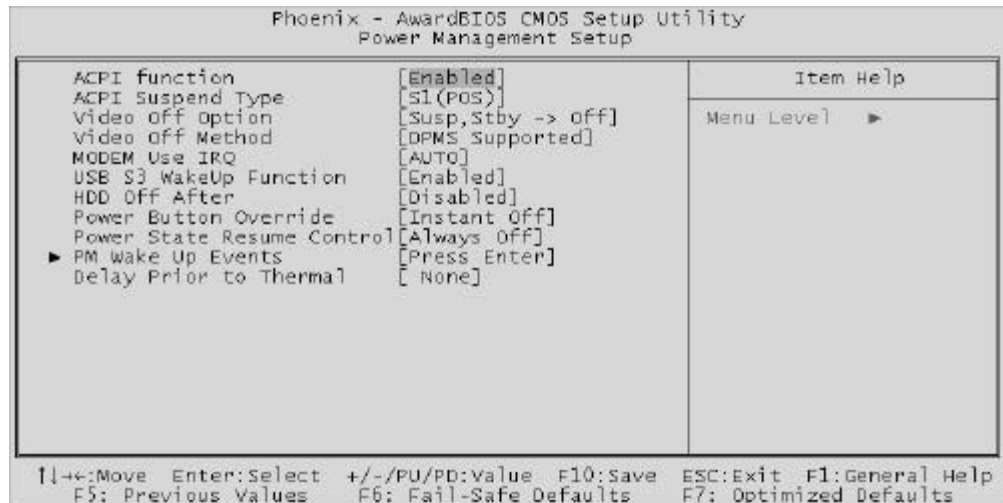 Phoenix - AwardBIOS CMOS Setup Utility
Power Management Setup
ACPI function [Enabled]
ACPI Suspend Type [S1(POS)]
Video Off Option [Susp,Stby -> Off]
Video Off Method [DPMS Supported]
MODEM Use IRQ [AUTO]
USB S3 WakeUp Function [Enabled]
HDD Off After [Disabled]
Power Button Override [Instant Off]
Power State Resume Control[Always Off]
► PM Wake Up Events [Press Enter]
Delay Prior to Thermal [ None]
Item Help
Menu Level ►
↑↓→←:Move Enter:Select +/-/PU/PD:Value F10:Save ESC:Exit F1:General Help
F5: Previous Values F6: Fail-Safe Defaults F7: Optimized Defaults